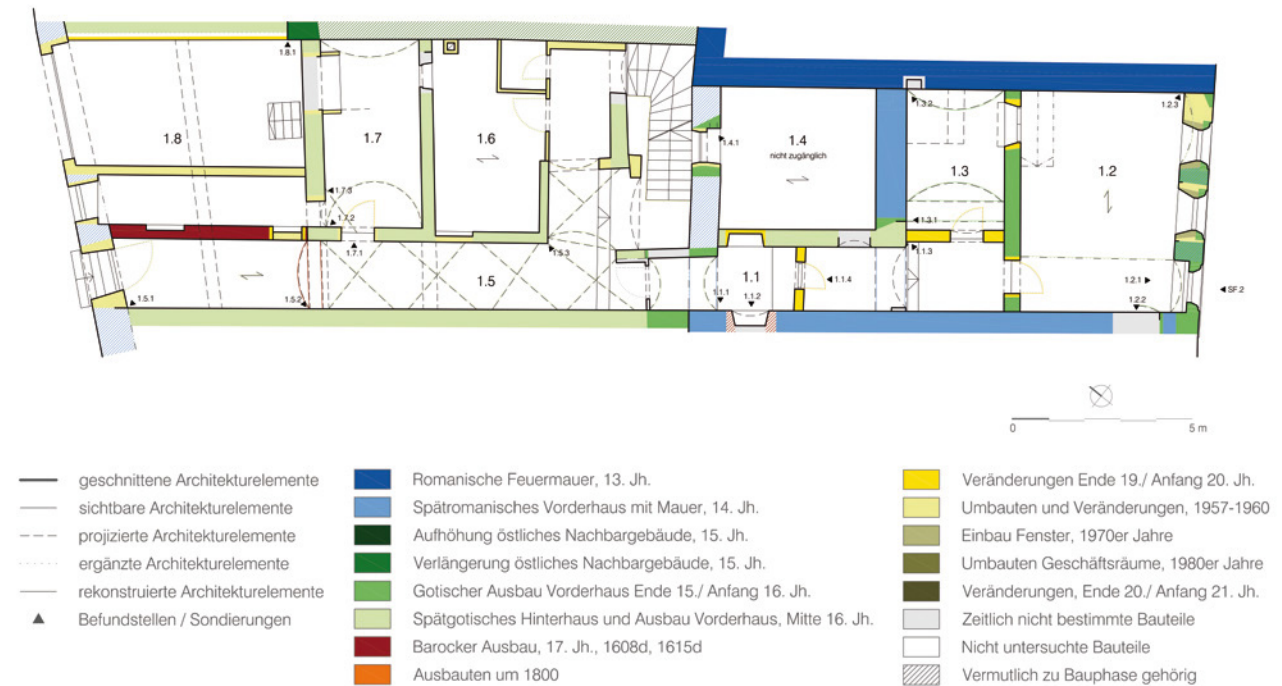 1.8.1
1.3.2
1.2.3
1.8
1.7
1.6
1.4.1
1.4
nicht zugänglich
1.3
1.2
1.7.3
1.7.2
1.7.1
1.5.3
1.3.1
1.1.3
1.5
1.1
1.1.4
1.2.1
SF.2
1.5.1
1.5.2
1.1.1
1.1.2
1.2.2
0 5 m
geschnittene Architekturelemente
sichtbare Architekturelemente
projizierte Architekturelemente
ergänzte Architekturelemente
rekonstruierte Architekturelemente
Befundstellen / Sondierungen
Romanische Feuermauer, 13. Jh.
Spätromanisches Vorderhaus mit Mauer, 14. Jh.
Aufhöhung östliches Nachbargebäude, 15. Jh.
Verlängerung östliches Nachbargebäude, 15. Jh.
Gotischer Ausbau Vorderhaus Ende 15./ Anfang 16. Jh.
Spätgotisches Hinterhaus und Ausbau Vorderhaus, Mitte 16. Jh.
Barocker Ausbau, 17. Jh., 1608d, 1615d
Ausbauten um 1800
Veränderungen Ende 19./ Anfang 20. Jh.
Umbauten und Veränderungen, 1957-1960
Einbau Fenster, 1970er Jahre
Umbauten Geschäftsräume, 1980er Jahre
Veränderungen, Ende 20./ Anfang 21. Jh.
Zeitlich nicht bestimmte Bauteile
Nicht untersuchte Bauteile
Vermutlich zu Bauphase gehörig